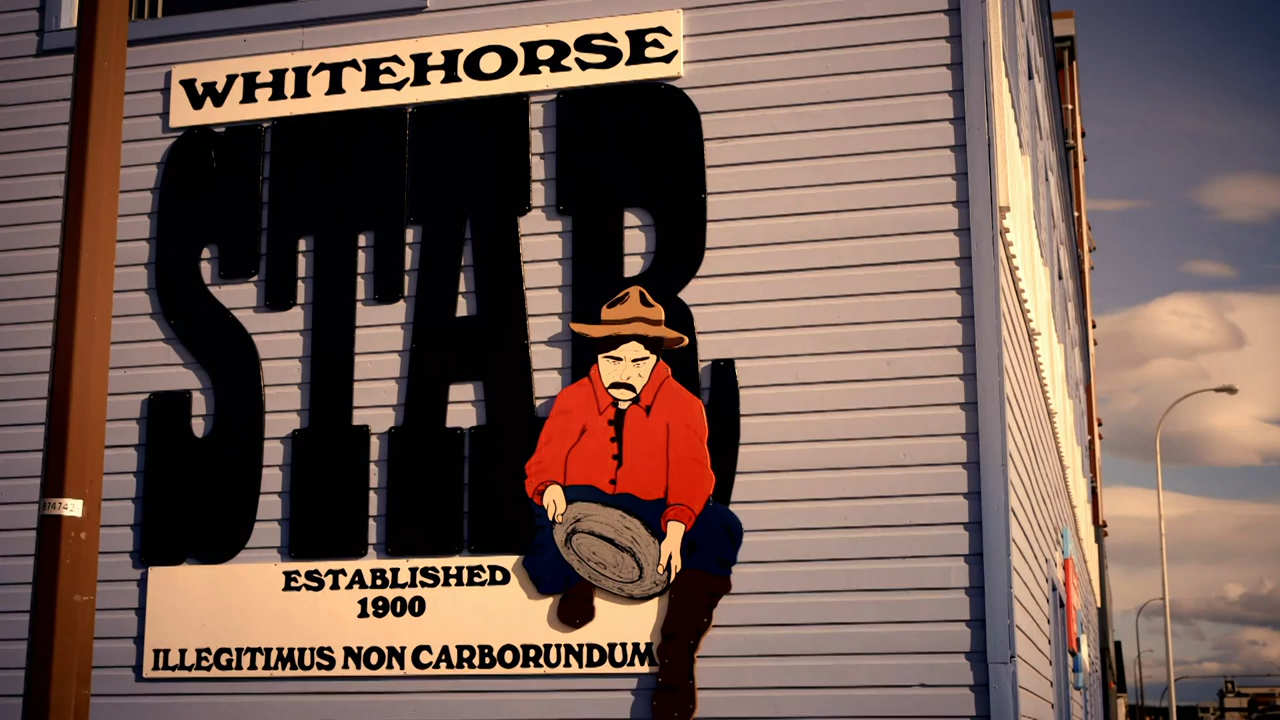 WHITEHORSE
STAR
ESTABLISHED
1900
ILLEGITIMUS NON CARBORUNDUM